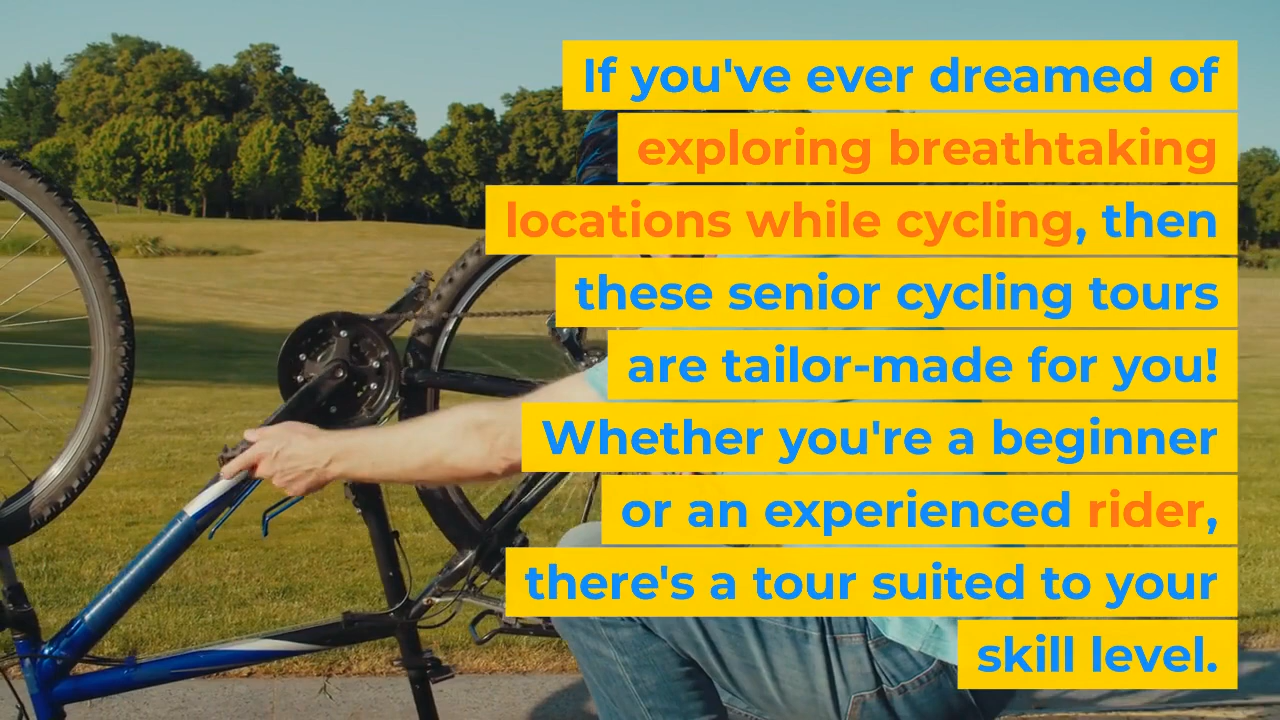 If you've ever dreamed of
exploring breathtaking
locations while cycling, then
these senior cycling tours
are tailor-made for you!
Whether you're a beginner
or an experienced rider,
there's a tour suited to your
skill level.